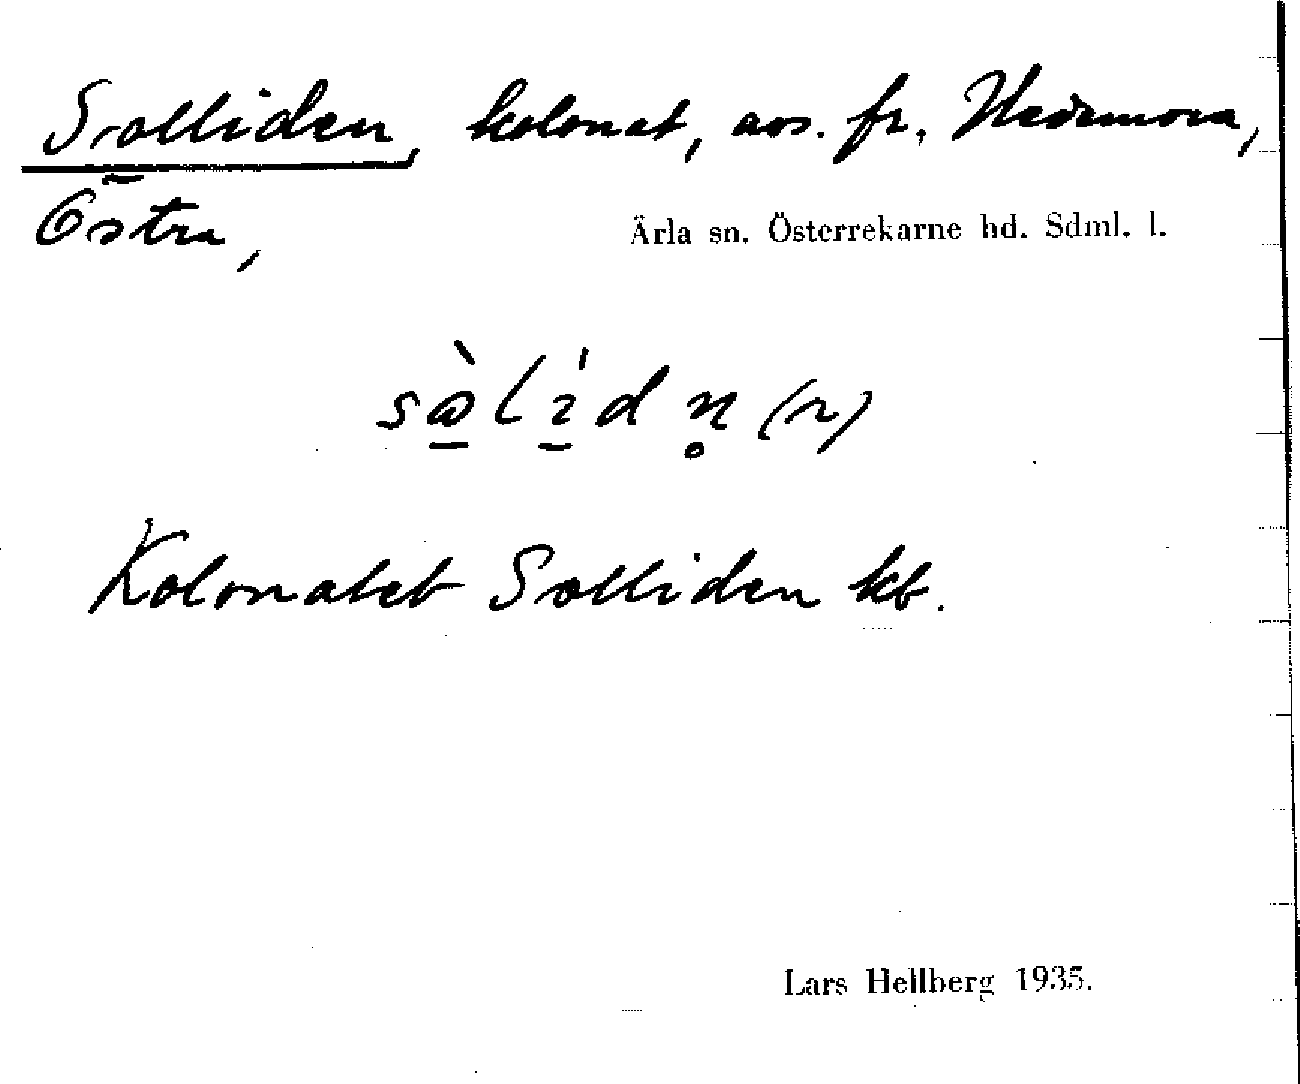 Solliden, kolonat, avs. fr. Hedemora,
Östra,
Ärla sn. Österrekarne hd. Sdml. l.
Kolonatet Solliden kb.
Lars Hellberg 1935.